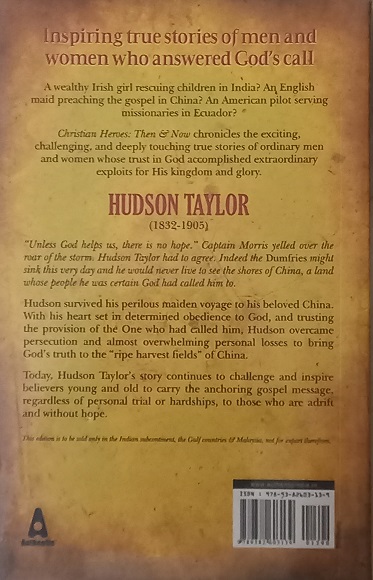 Inspiring true stories of men and
women who answered God's call
A wealthy Irish girl rescuing children in India? An English
maid preaching the gospel in China? An American pilot serving
missionaries in Ecuador?
Christian Heroes: Then & Now chronicles the exciting,
challenging, and deeply touching true stories of ordinary men
and women whose trust in God accomplished extraordinary
exploits for His kingdom and glory.
HUDSON TAYLOR
(1832-1905)
"Unless God helps us, there is no hope." Captain Morris yelled over the
roar of the storm. Hudson Taylor had to agree. Indeed the Dumfries might
sink this very day and he would never live to see the shores of China, a land
whose people he was certain God had called him to.
Hudson survived his perilous maiden voyage to his beloved China.
With his heart set in determined obedience to God, and trusting
the provision of the One who had called him, Hudson overcame
persecution and almost overwhelming personal losses to bring
God's truth to the "ripe harvest fields" of China.
Today, Hudson Taylor's story continues to challenge and inspire
believers young and old to carry the anchoring gospel message,
regardless of personal trial or hardships, to those who are adrift
and without hope.
This edition is to be sold only in the Indian subcontinent, the Gulf countries & Malaysia, not for export therefrom.
Authentic